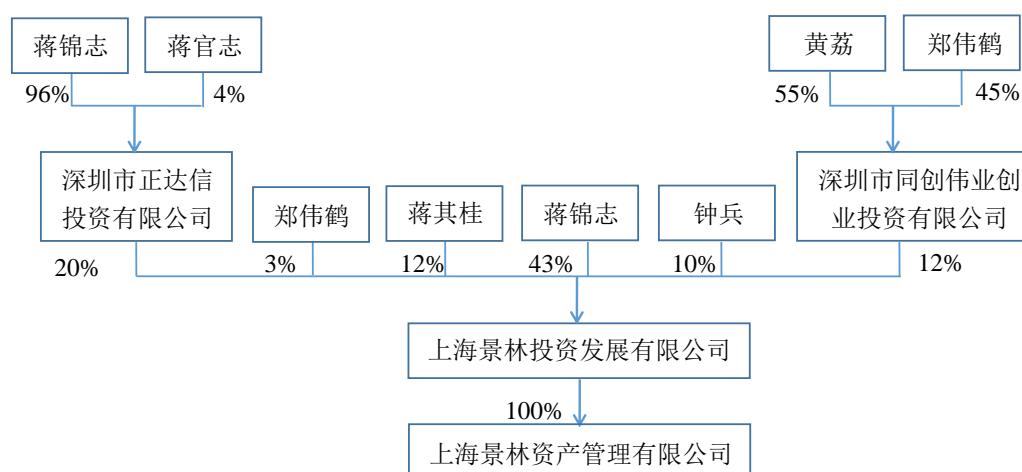 蒋锦志
蒋官志
黄荔
郑伟鹤
96%
4%
55%
45%
深圳市正达信
投资有限公司
郑伟鹤
蒋其桂
蒋锦志
钟兵
深圳市同创伟业创
业投资有限公司
20%
3%
12%
43%
10%
12%
上海景林投资发展有限公司
100%
上海景林资产管理有限公司